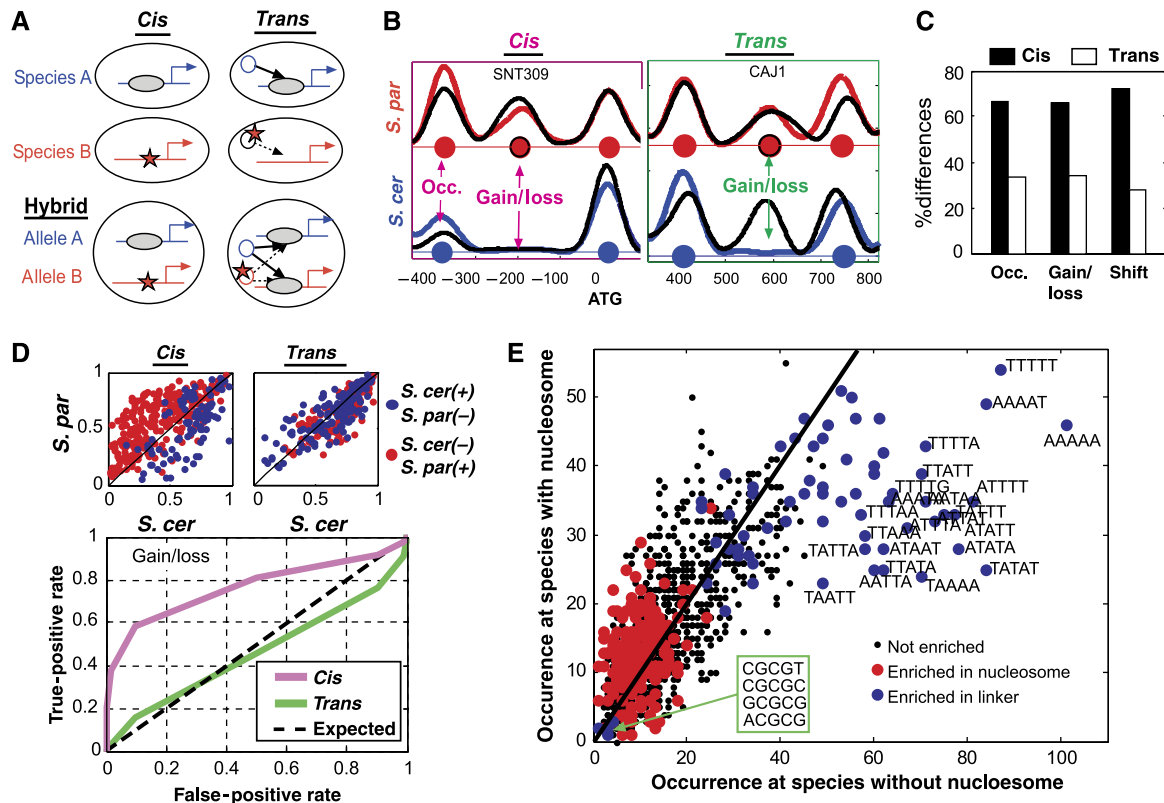 A
Cis
Trans
Species A
Species B
Hybrid
Allele A
Allele B
B
Cis
Trans
SNT309
CAJ1
S. par
S. cer
Occ.
Gain/loss
Gain/loss
−400
−300
−200
−100
0
ATG
400
500
600
700
800
C
Cis
Trans
%differences
80
60
40
20
0
Occ.
Gain/
loss
Shift
D
Cis
Trans
S. par
1
0.5
0
0
0.5
1
0
0.5
1
S. cer
S. cer
S. cer(+)
S. par(−)
S. cer(−)
S. par(+)
Gain/loss
True-positive rate
1
0.8
0.6
0.4
0.2
0
0
0.2
0.4
0.6
0.8
1
Cis
Trans
Expected
False-positive rate
E
Occurrence at species with nucleosome
50
40
30
20
10
0
0
20
40
60
80
100
Occurrence at species without nucloesome
TTTTT
AAAAT
AAAAA
TTTTA
TTATT
TTTTG
ATTTT
TTTAA
TATTT
ATTTA
TTAAA
ATATT
TATTA
ATAAT
ATATA
TTATA
TATAT
AATTA
TAATT
TAAAA
CGCGT
CGCGC
GCGCG
ACGCG
Not enriched
Enriched in nucleosome
Enriched in linker